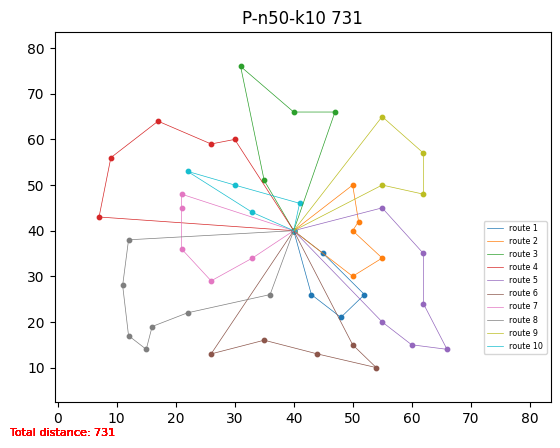 P-n50-k10 731
80
70
60
50
40
30
20
10
0 10 20 30 40 50 60 70 80
route 1
route 2
route 3
route 4
route 5
route 6
route 7
route 8
route 9
route 10
Total distance: 731